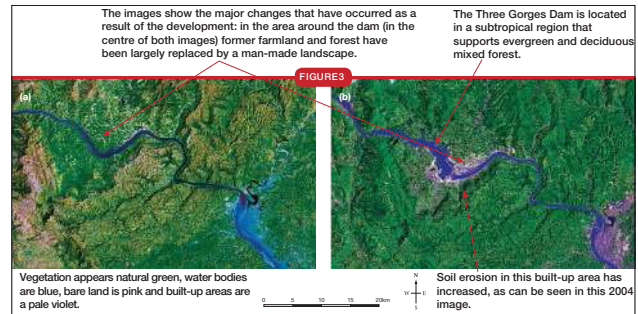 The images show the major changes that have occurred as a
result of the development: in the area around the dam (in the
centre of both images) former farmland and forest have
been largely replaced by a man-made landscape.
The Three Gorges Dam is located
in a subtropical region that
supports evergreen and deciduous
mixed forest.
FIGURE3
(a)
(b)
Vegetation appears natural green, water bodies
are blue, bare land is pink and built-up areas are
a pale violet.
0 5 10 15 20km
N
W E
S
Soil erosion in this built-up area has
increased, as can be seen in this 2004
image.